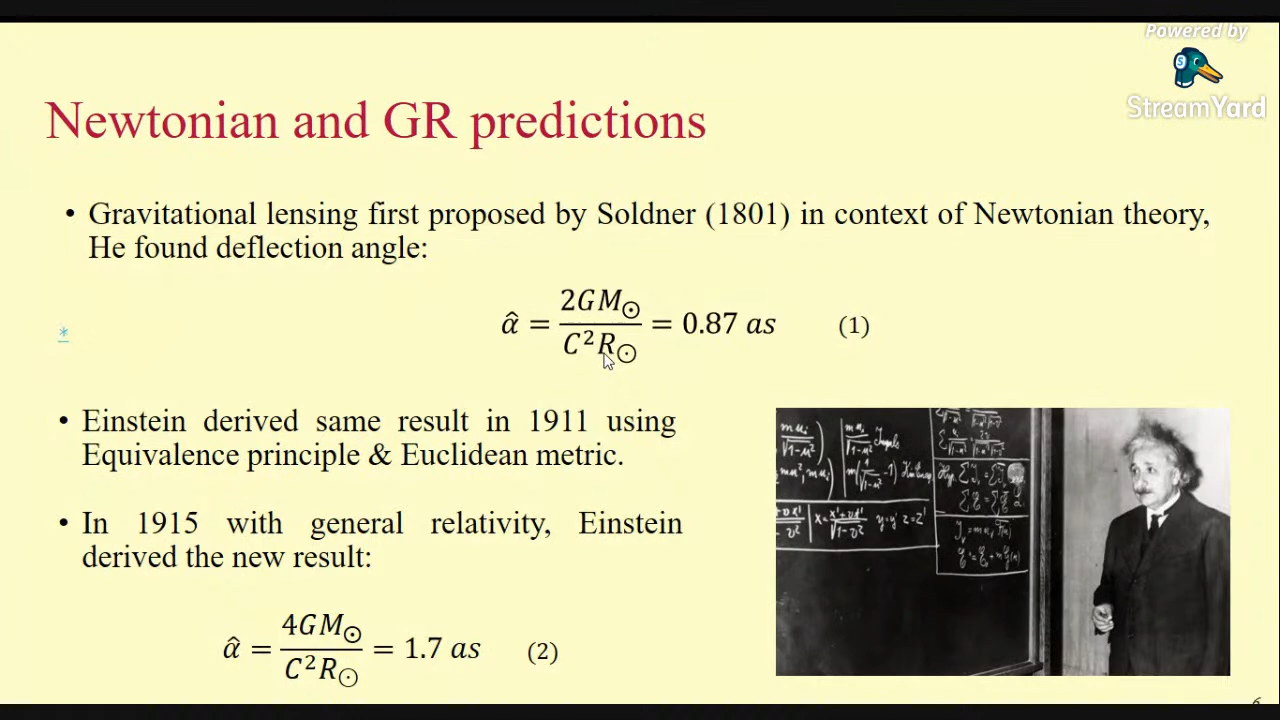 Powered by
StreamYard
Newtonian and GR predictions
• Gravitational lensing first proposed by Soldner (1801) in context of Newtonian theory,
He found deflection angle:
*
α̂ = 2GM☉ / C²R☉ = 0.87 as (1)
• Einstein derived same result in 1911 using
Equivalence principle & Euclidean metric.
• In 1915 with general relativity, Einstein
derived the new result:
α̂ = 4GM☉ / C²R☉ = 1.7 as (2)